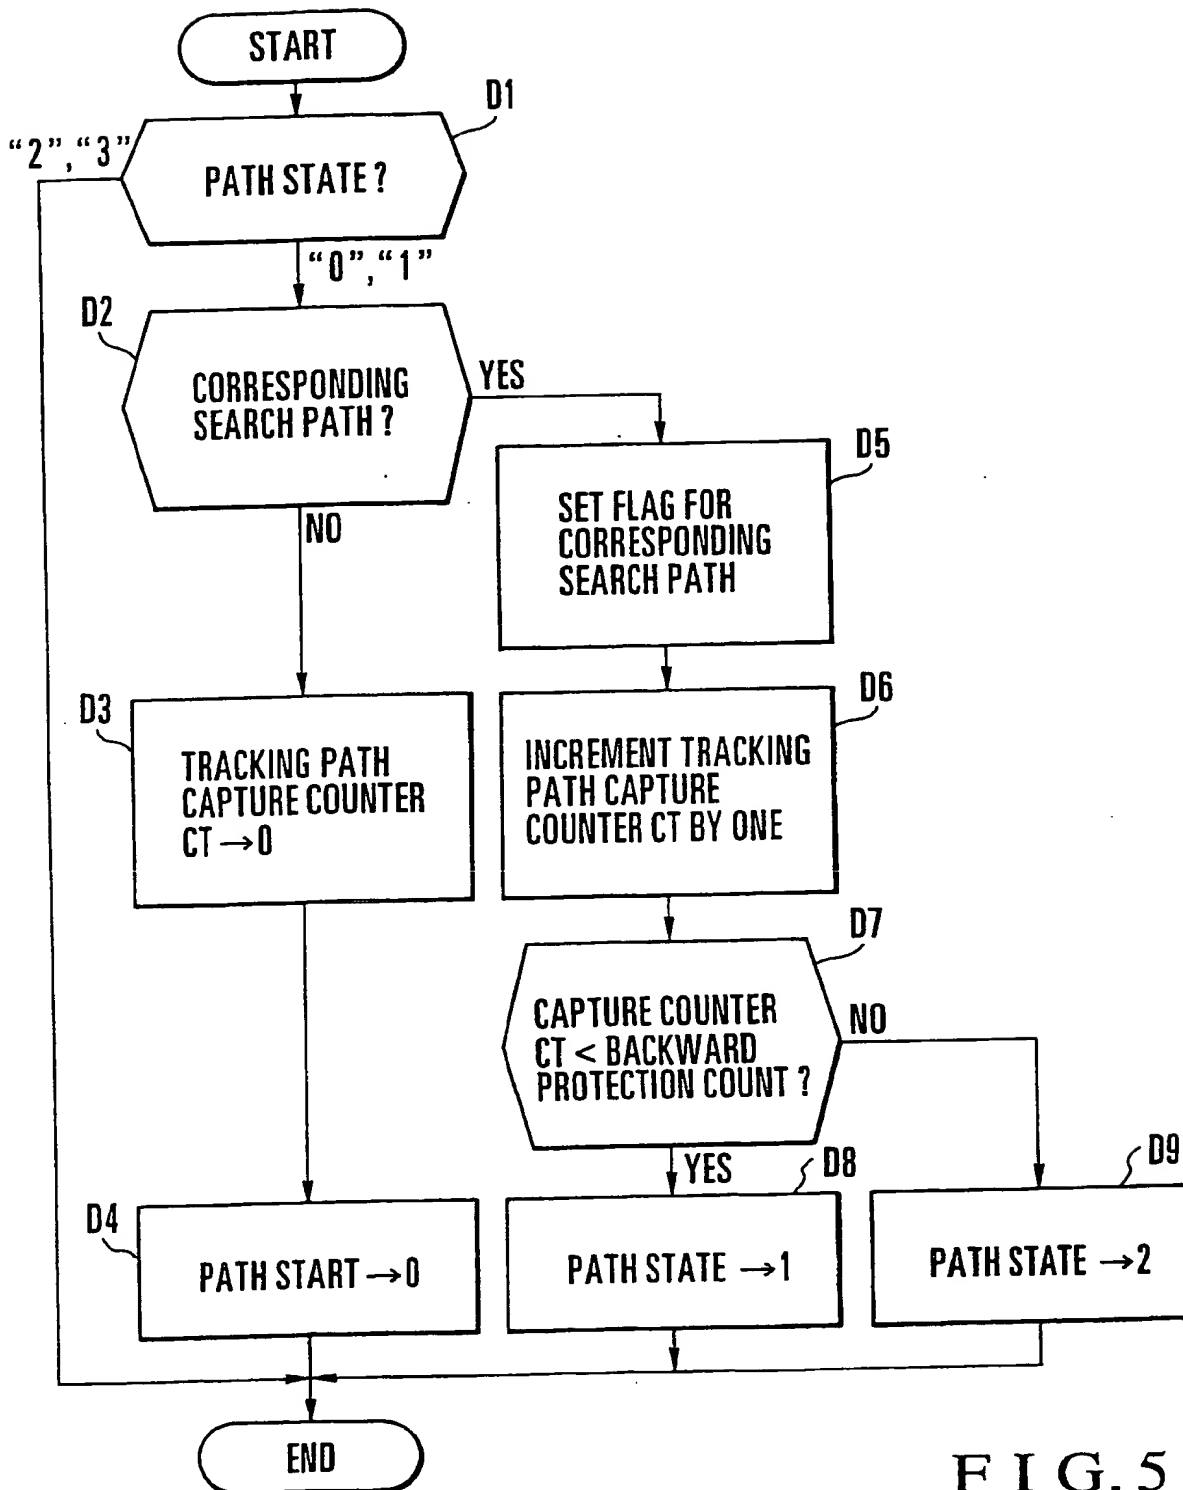 START
D1
"2","3"
PATH STATE ?
"0","1"
D2
CORRESPONDING
SEARCH PATH ?
YES
NO
D5
SET FLAG FOR
CORRESPONDING
SEARCH PATH
D3
TRACKING PATH
CAPTURE COUNTER
CT →0
D6
INCREMENT TRACKING
PATH CAPTURE
COUNTER CT BY ONE
D7
CAPTURE COUNTER
CT < BACKWARD
PROTECTION COUNT ?
NO
YES
D4
PATH START →0
D8
PATH STATE →1
D9
PATH STATE →2
END
FIG. 5